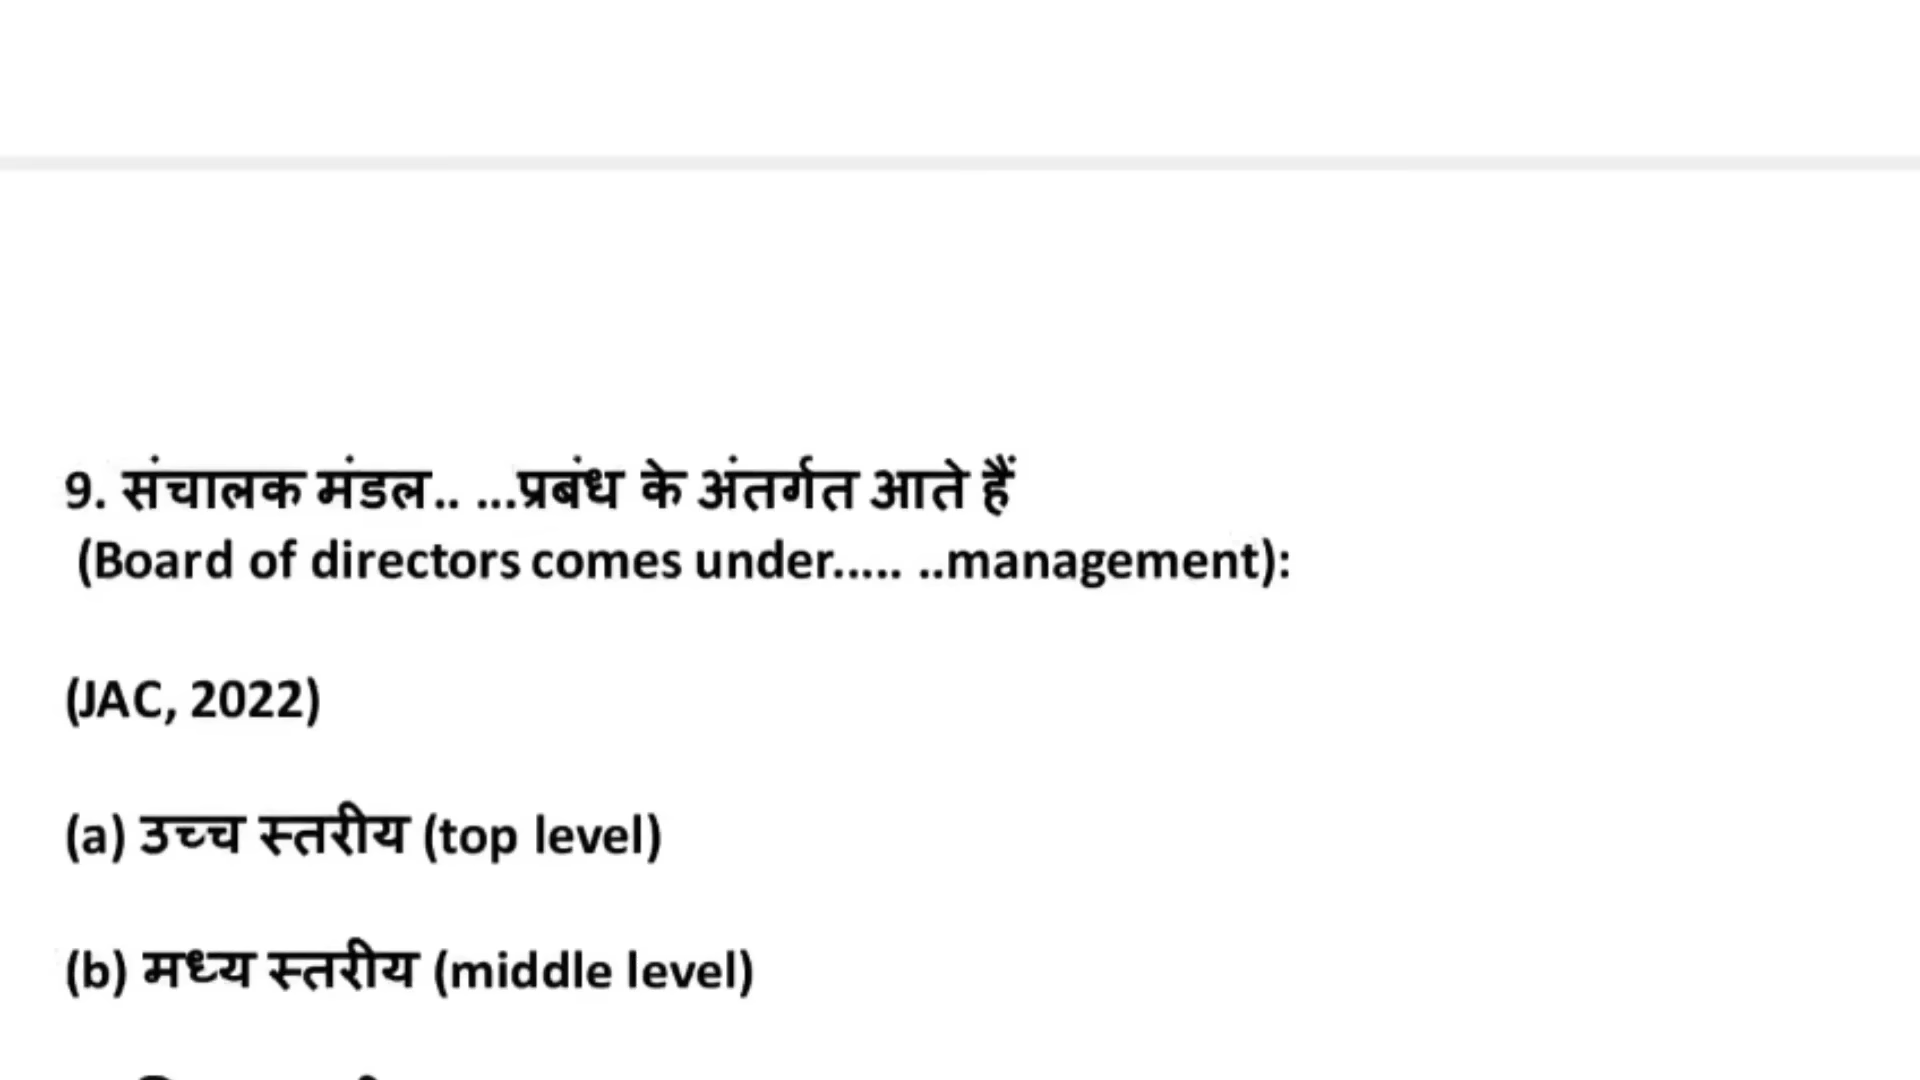 9. संचालक मंडल.. ...प्रबंध के अंतर्गत आते हैं
(Board of directors comes under..... ..management):
(JAC, 2022)
(a) उच्च स्तरीय (top level)
(b) मध्य स्तरीय (middle level)